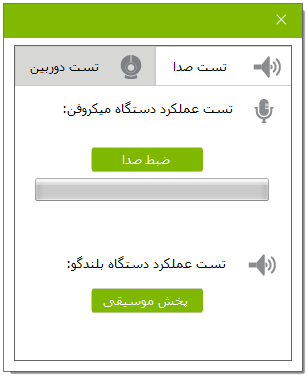 تست صدا
تست دوربین
تست عملکرد دستگاه میکروفن:
ضبط صدا
تست عملکرد دستگاه بلندگو:
پخش موسیقی